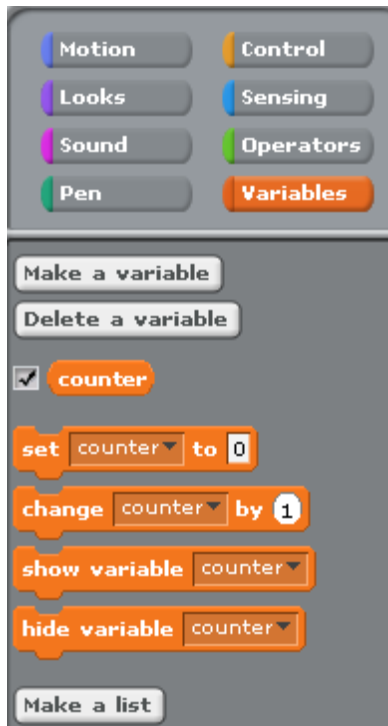 Motion Control
Looks Sensing
Sound Operators
Pen Variables
Make a variable
Delete a variable
counter
set counter to 0
change counter by 1
show variable counter
hide variable counter
Make a list